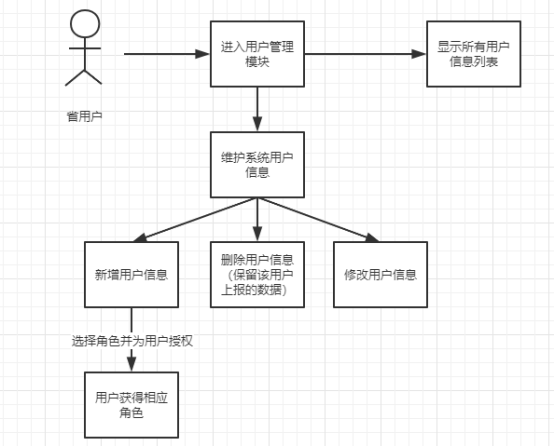 进入用户管理
模块
显示所有用户
信息列表
省用户
维护系统用户
信息
新增用户信息
删除用户信息
（保留该用户
上报的数据）
修改用户信息
选择角色并为用户授权
用户获得相应
角色